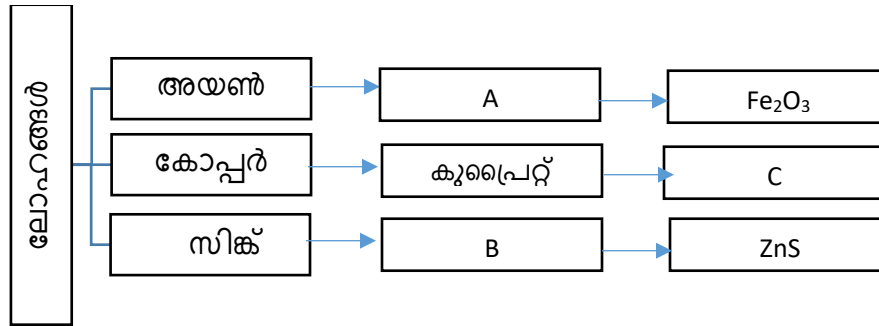 ലോഹങ്ങൾ
അയൺ
A
Fe₂O₃
കോപ്പർ
കുപ്രൈറ്റ്
C
സിങ്ക്
B
ZnS